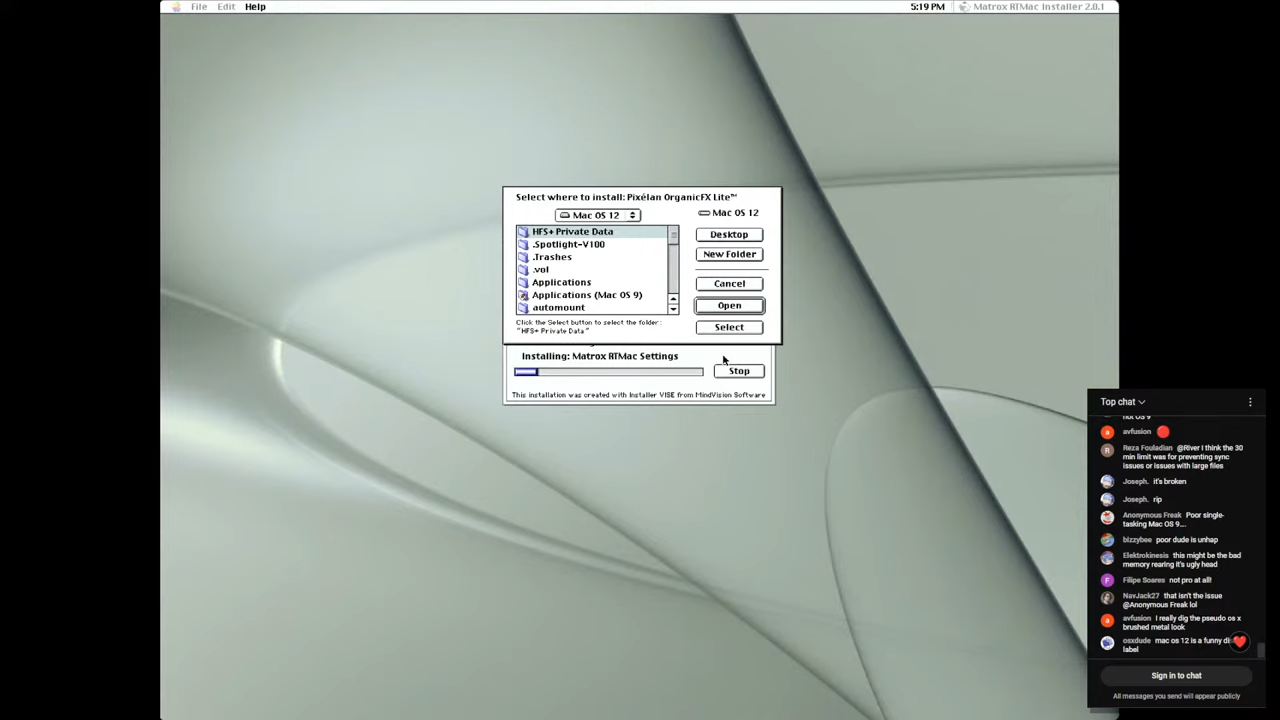 File Edit Help
5:19 PM Matrox RTMac Installer 2.0.1
Select where to install: Pixélan OrganicFX Lite™
Mac OS 12
Mac OS 12
HFS+ Private Data
.Spotlight-V100
.Trashes
.vol
Applications
Applications (Mac OS 9)
automount
Desktop
New Folder
Cancel
Open
Select
Click the Select button to select the folder:
"HFS+ Private Data"
Installing: Matrox RTMac Settings
Stop
This installation was created with Installer VISE from MindVision Software
Top chat
not OS 9
avfusion
Reza Fouladian @River I think the 30
min limit was for preventing sync
issues or issues with large files
Joseph. it's broken
Joseph. rip
Anonymous Freak Poor single-
tasking Mac OS 9...
bizzybee poor dude is unhap
Elektrokinesis this might be the bad
memory rearing it's ugly head
Filipe Soares not pro at all!
NavJack27 that isn't the issue
@Anonymous Freak lol
avfusion I really dig the pseudo os x
brushed metal look
osxdude mac os 12 is a funny
label
Sign in to chat
All messages you send will appear publicly